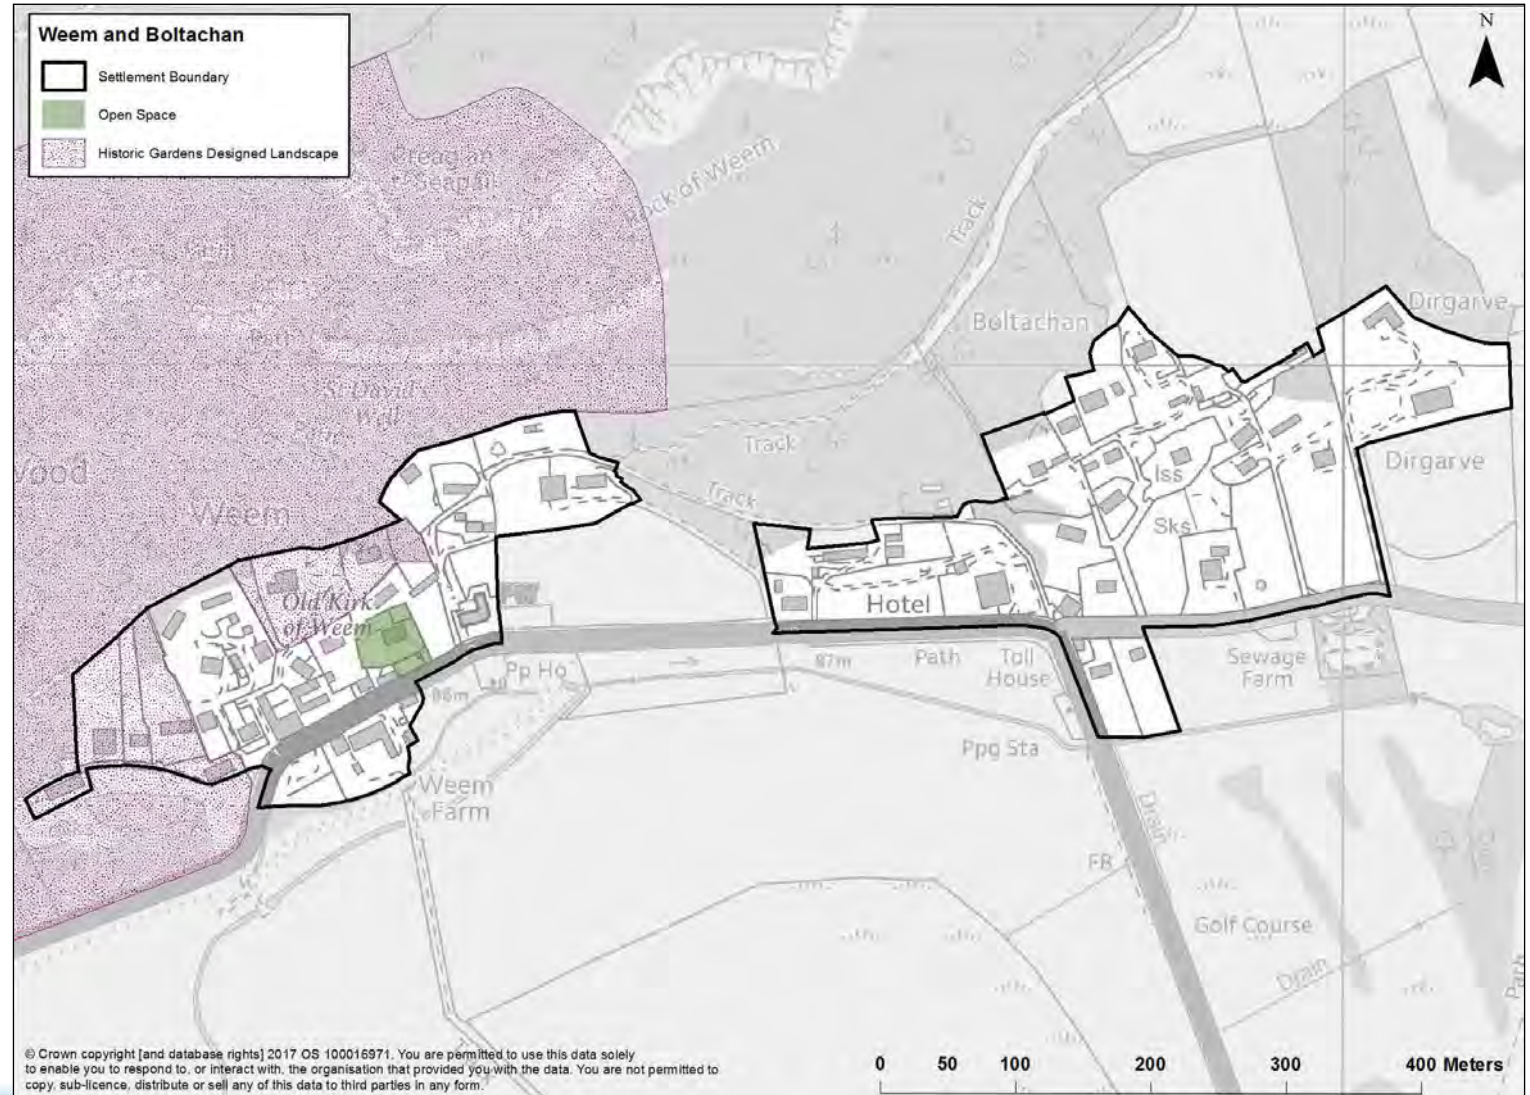 Weem and Boltachan
Settlement Boundary
Open Space
Historic Gardens Designed Landscape
N
Creag an
t-Seapail
Rock of Weem
Track
Boltachan
Dirgarve
Path
St David's
Well
Track
Dirgarve
Track
Weem
Iss
Sks
Old Kirk
of Weem
Hotel
Pp Ho
86m
87m
Path
Toll
House
Sewage
Farm
Ppg Sta
Weem
Farm
Drain
FB
Golf Course
Drain
Path
© Crown copyright [and database rights] 2017 OS 100016971. You are permitted to use this data solely
to enable you to respond to, or interact with, the organisation that provided you with the data. You are not permitted to
copy, sub-licence, distribute or sell any of this data to third parties in any form.
0 50 100 200 300 400 Meters